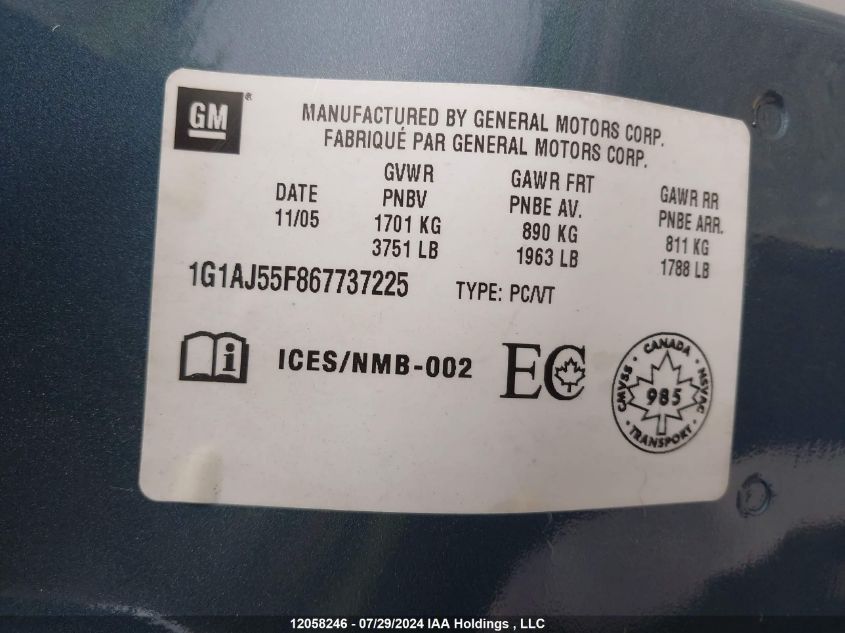 GM®
MANUFACTURED BY GENERAL MOTORS CORP.
FABRIQUÉ PAR GENERAL MOTORS CORP.
DATE
11/05
GVWR
PNBV
1701 KG
3751 LB
GAWR FRT
PNBE AV.
890 KG
1963 LB
GAWR RR
PNBE ARR.
811 KG
1788 LB
1G1AJ55F867737225 TYPE: PC/VT
i ICES/NMB-002 EC
CANADA
CMVSS 985 NSVAC
TRANSPORT
12058246 - 07/29/2024 IAA Holdings , LLC